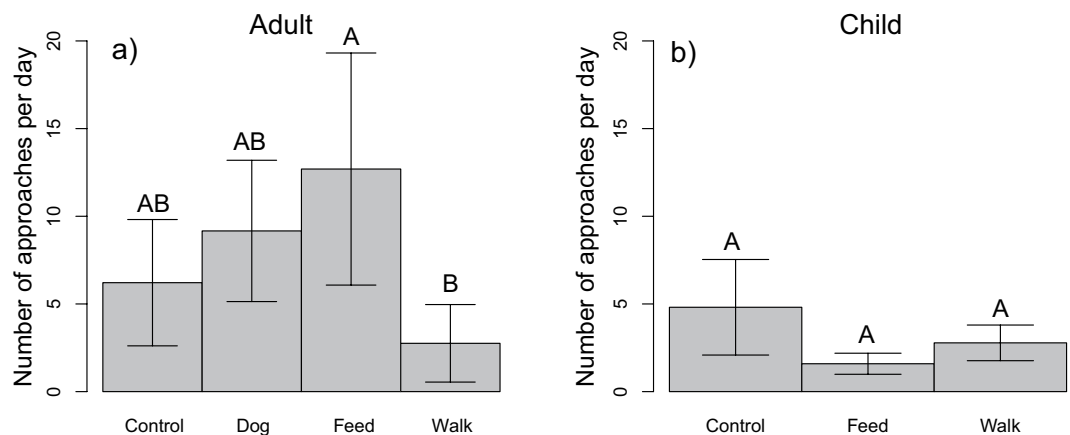 Adult
a)
Number of approaches per day
20
15
10
5
0
AB
AB
A
B
Control Dog Feed Walk
Child
b)
Number of approaches per day
20
15
10
5
0
A
A
A
Control Feed Walk